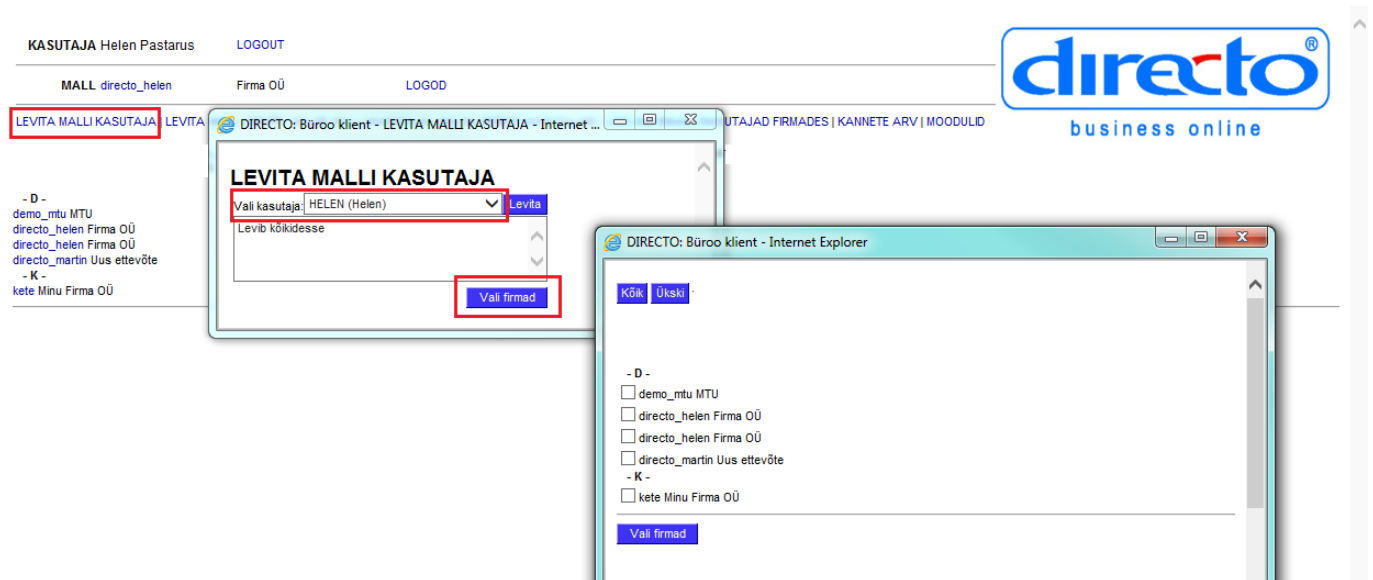 KASUTAJA Helen Pastarus LOGOUT
MALL directo_helen Firma OÜ LOGOD
directo®
business online
LEVITA MALLI KASUTAJA | LEVITA
UTAJAD FIRMADES | KANNETE ARV | MOODULID
- D -
demo_mtu MTU
directo_helen Firma OÜ
directo_helen Firma OÜ
directo_martin Uus ettevõte
- K -
kete Minu Firma OÜ
DIRECTO: Büroo klient - LEVITA MALLI KASUTAJA - Internet ...
LEVITA MALLI KASUTAJA
Vali kasutaja: HELEN (Helen) Levita
Levib kõikidesse
Vali firmad
DIRECTO: Büroo klient - Internet Explorer
Kõik Ükski
- D -
demo_mtu MTU
directo_helen Firma OÜ
directo_helen Firma OÜ
directo_martin Uus ettevõte
- K -
kete Minu Firma OÜ
Vali firmad